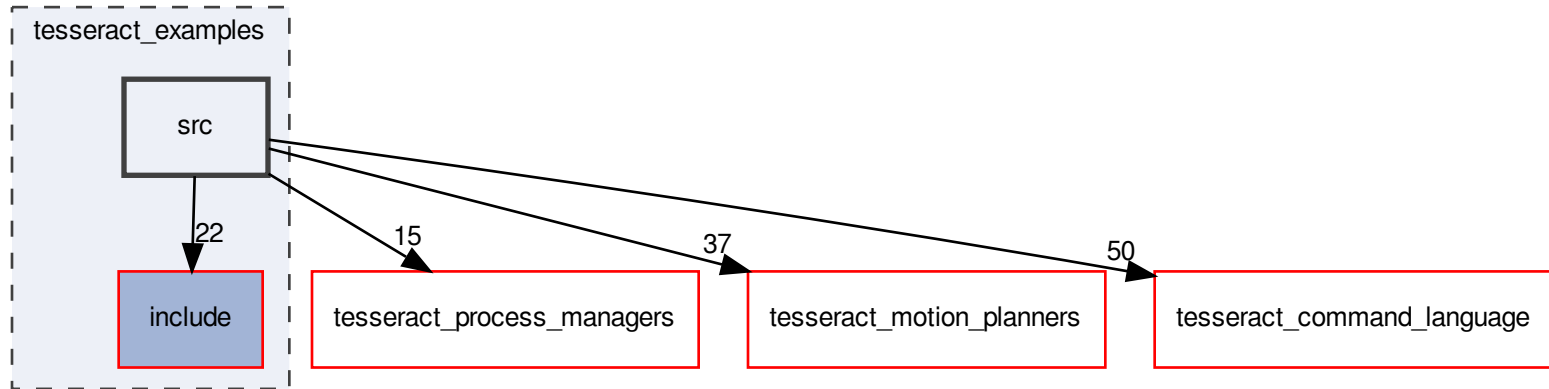 tesseract_examples
src
22
15
37
50
include
tesseract_process_managers
tesseract_motion_planners
tesseract_command_language